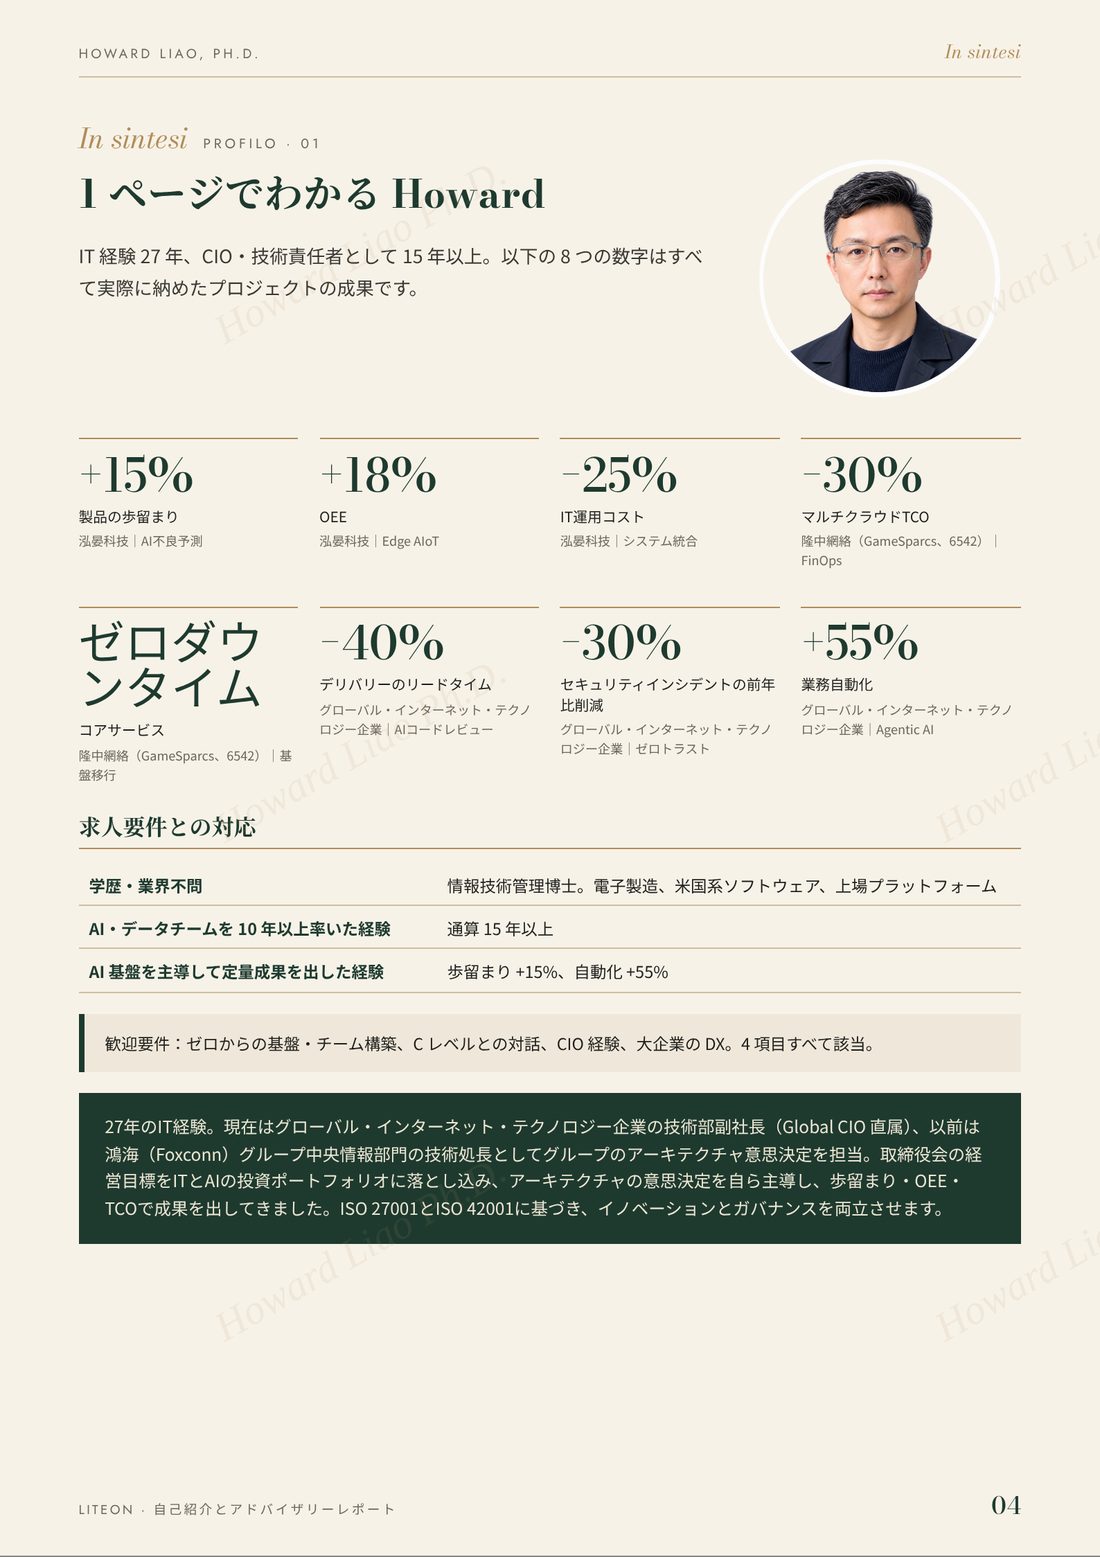 HOWARD LIAO, PH.D.
In sintesi
In sintesi PROFILO · 01
1 ページでわかる Howard
IT 経験 27 年、CIO・技術責任者として 15 年以上。以下の 8 つの数字はすべ
て実際に納めたプロジェクトの成果です。
+15%
製品の歩留まり
泓晏科技｜AI不良予測
+18%
OEE
泓晏科技｜Edge AIoT
−25%
IT運用コスト
泓晏科技｜システム統合
−30%
マルチクラウドTCO
隆中網絡（GameSparcs、6542）｜
FinOps
ゼロダウ
ンタイム
コアサービス
隆中網絡（GameSparcs、6542）｜基
盤移行
−40%
デリバリーのリードタイム
グローバル・インターネット・テクノ
ロジー企業｜AIコードレビュー
−30%
セキュリティインシデントの前年
比削減
グローバル・インターネット・テクノ
ロジー企業｜ゼロトラスト
+55%
業務自動化
グローバル・インターネット・テクノ
ロジー企業｜Agentic AI
求人要件との対応
学歴・業界不問 情報技術管理博士。電子製造、米国系ソフトウェア、上場プラットフォーム
AI・データチームを 10 年以上率いた経験 通算 15 年以上
AI 基盤を主導して定量成果を出した経験 歩留まり +15%、自動化 +55%
歓迎要件：ゼロからの基盤・チーム構築、C レベルとの対話、CIO 経験、大企業の DX。4 項目すべて該当。
27年のIT経験。現在はグローバル・インターネット・テクノロジー企業の技術部副社長（Global CIO 直属）、以前は
鴻海（Foxconn）グループ中央情報部門の技術処長としてグループのアーキテクチャ意思決定を担当。取締役会の経
営目標をITとAIの投資ポートフォリオに落とし込み、アーキテクチャの意思決定を自ら主導し、歩留まり・OEE・
TCOで成果を出してきました。ISO 27001とISO 42001に基づき、イノベーションとガバナンスを両立させます。
Howard Liao Ph.D.
Howard Liao Ph.D.
Howard Liao Ph.D.
LITEON · 自己紹介とアドバイザリーレポート
04